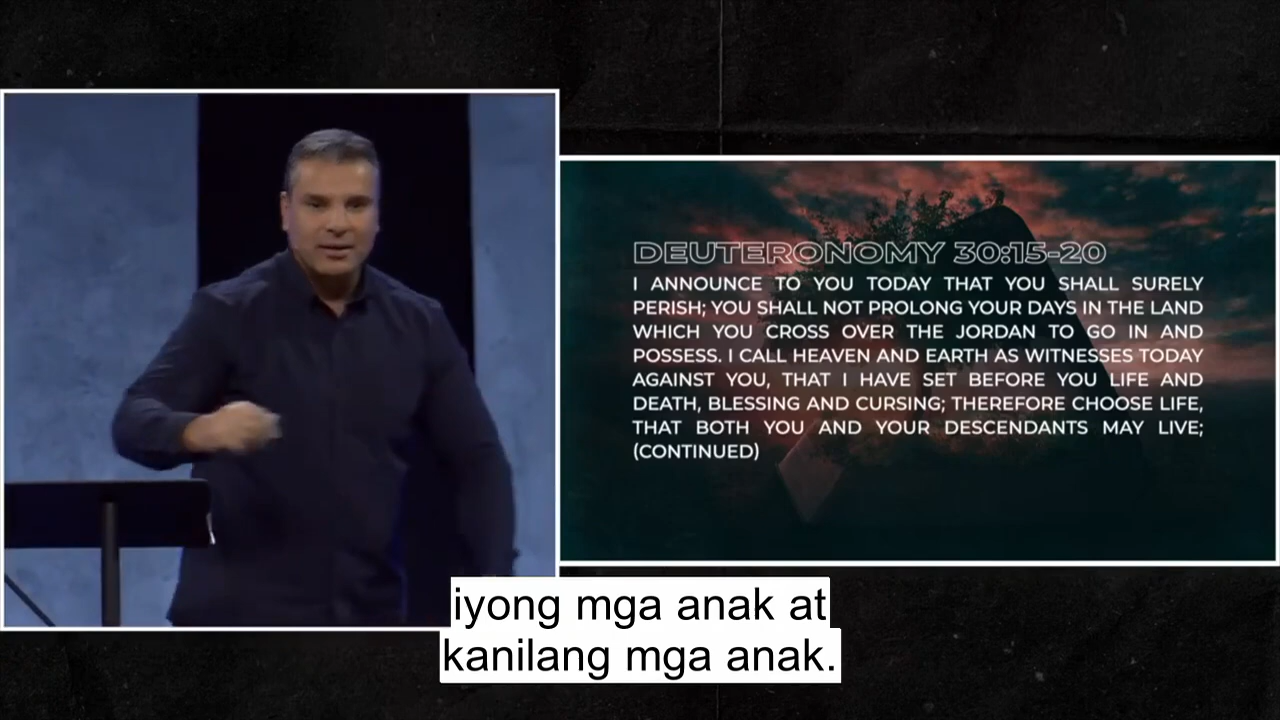 DEUTERONOMY 30:15-20
I ANNOUNCE TO YOU TODAY THAT YOU SHALL SURELY
PERISH; YOU SHALL NOT PROLONG YOUR DAYS IN THE LAND
WHICH YOU CROSS OVER THE JORDAN TO GO IN AND
POSSESS. I CALL HEAVEN AND EARTH AS WITNESSES TODAY
AGAINST YOU, THAT I HAVE SET BEFORE YOU LIFE AND
DEATH, BLESSING AND CURSING; THEREFORE CHOOSE LIFE,
THAT BOTH YOU AND YOUR DESCENDANTS MAY LIVE;
(CONTINUED)
iyong mga anak at
kanilang mga anak.